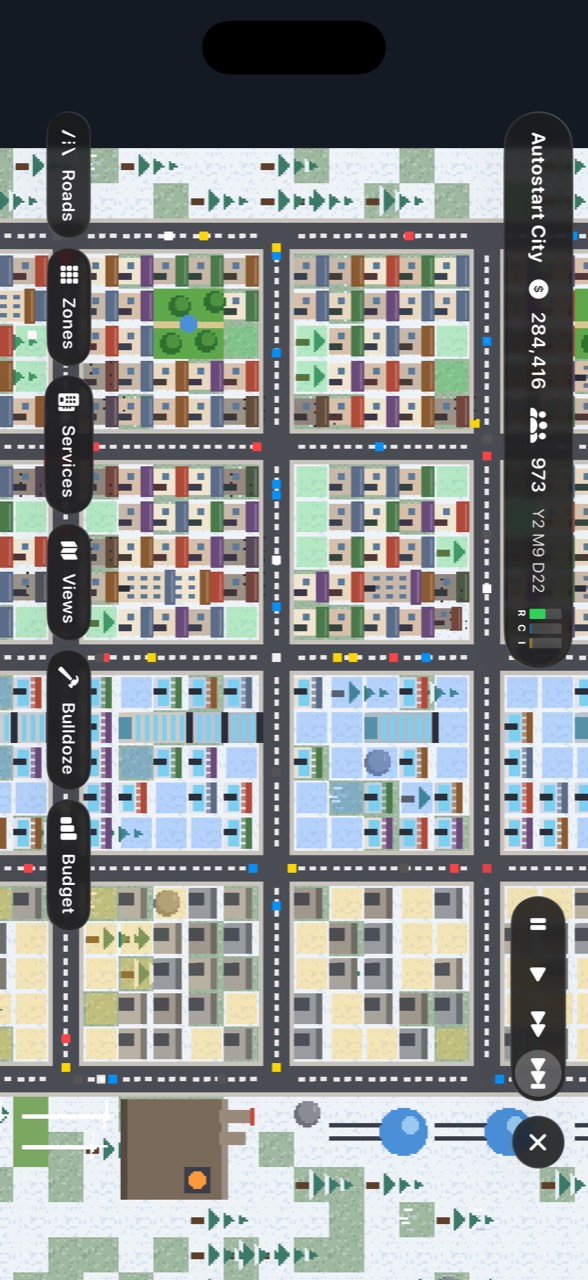 Autostart City $ 284,416 973 Y2 M9 D22 R C I
Roads
Zones
Services
Views
Bulldoze
Budget